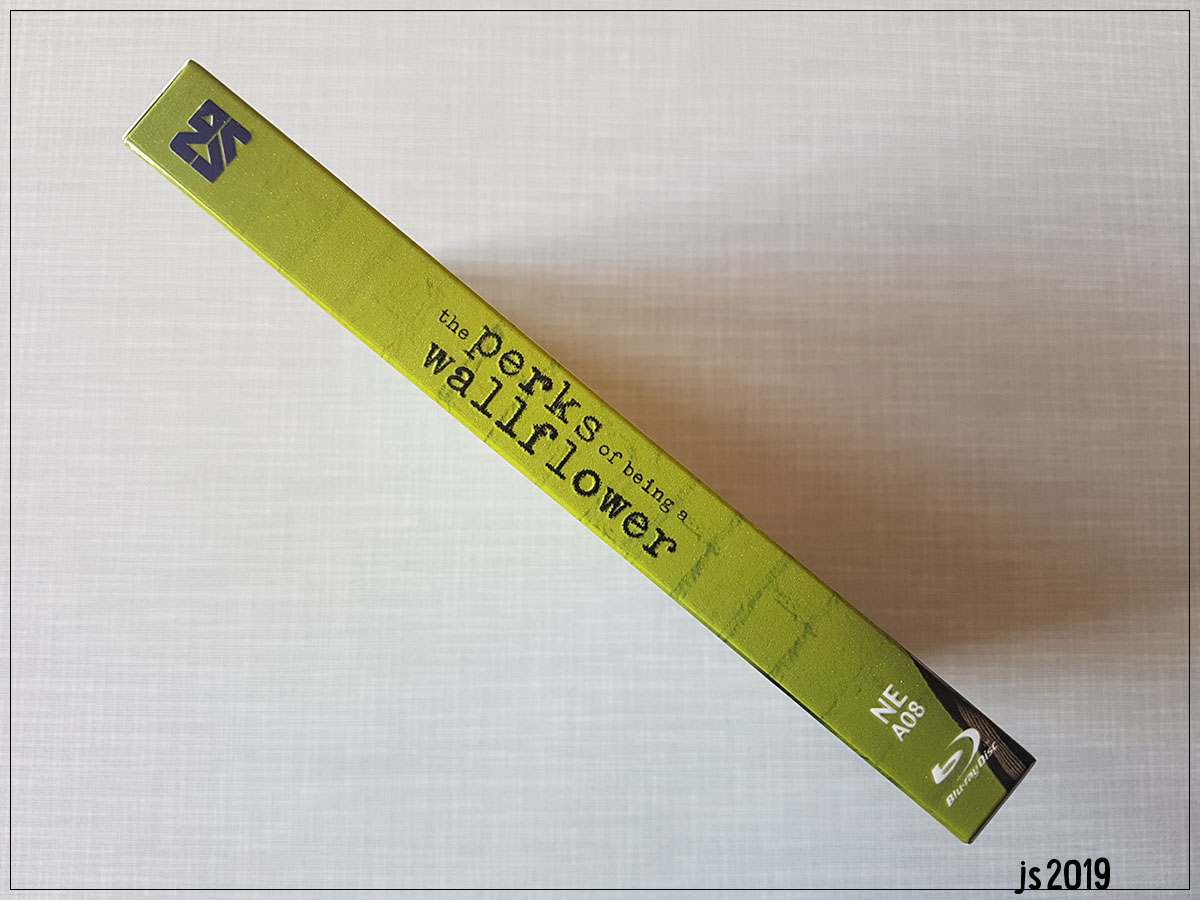 the perks of being a
wallflower
NE
A08
Blu-ray Disc
js 2019